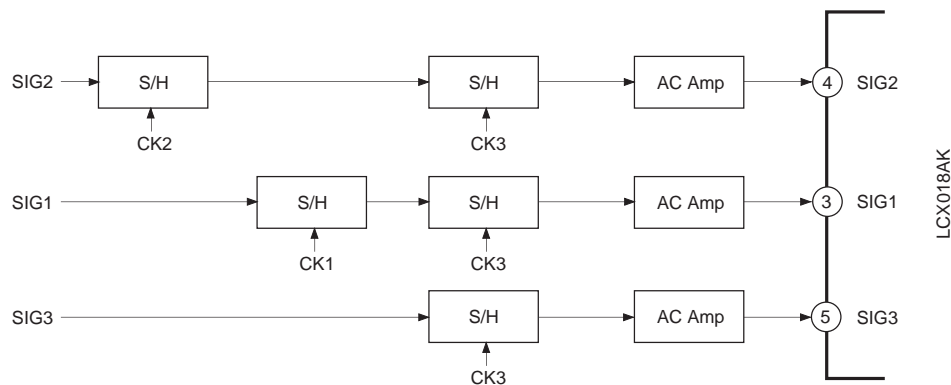 SIG2 S/H S/H AC Amp 4 SIG2
CK2 CK3
SIG1 S/H S/H AC Amp 3 SIG1
CK1 CK3
SIG3 S/H AC Amp 5 SIG3
CK3
LCX018AK